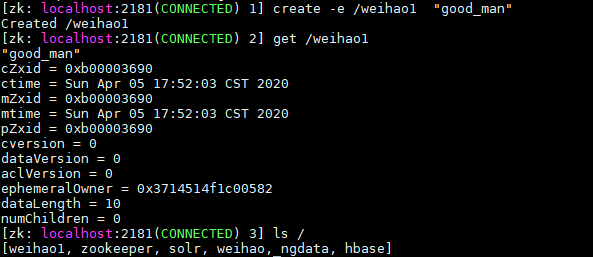 [zk: localhost:2181(CONNECTED) 1] create -e /weihao1  "good_man"
Created /weihao1
[zk: localhost:2181(CONNECTED) 2] get /weihao1
"good_man"
cZxid = 0xb00003690
ctime = Sun Apr 05 17:52:03 CST 2020
mZxid = 0xb00003690
mtime = Sun Apr 05 17:52:03 CST 2020
pZxid = 0xb00003690
cversion = 0
dataVersion = 0
aclVersion = 0
ephemeralOwner = 0x3714514f1c00582
dataLength = 10
numChildren = 0
[zk: localhost:2181(CONNECTED) 3] ls /
[weihao1, zookeeper, solr, weihao,_ngdata, hbase]